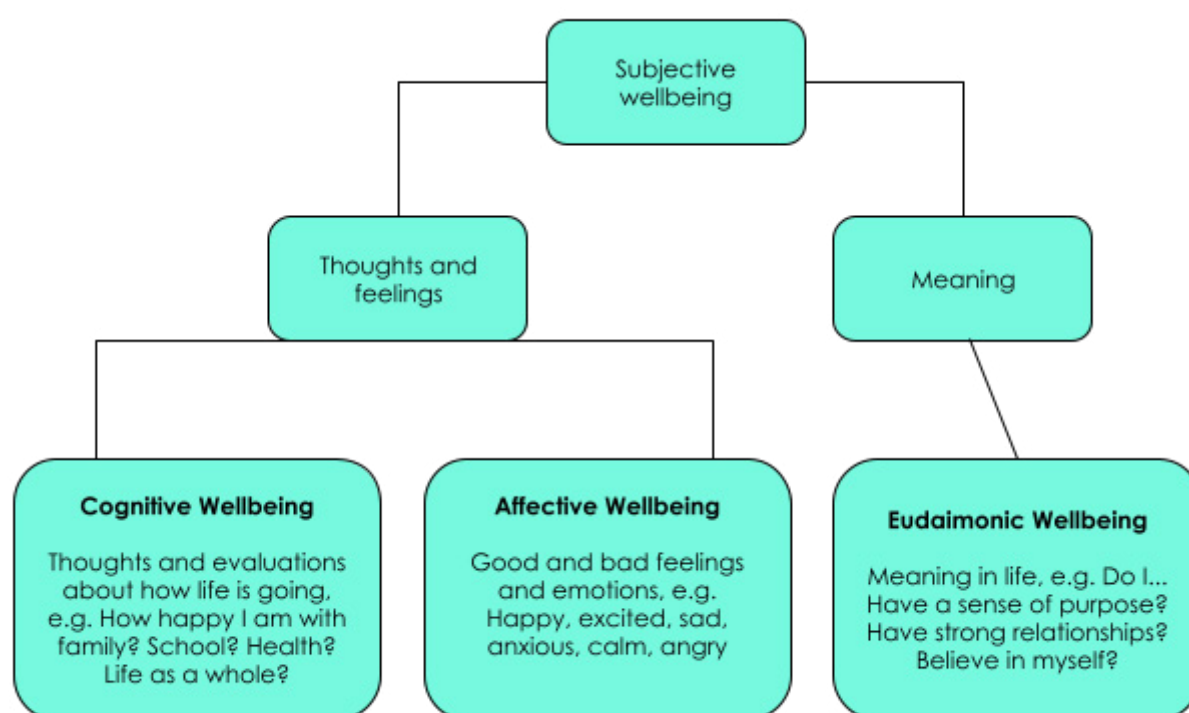 Subjective
wellbeing
Thoughts and
feelings
Meaning
Cognitive Wellbeing
Thoughts and evaluations
about how life is going,
e.g. How happy I am with
family? School? Health?
Life as a whole?
Affective Wellbeing
Good and bad feelings
and emotions, e.g.
Happy, excited, sad,
anxious, calm, angry
Eudaimonic Wellbeing
Meaning in life, e.g. Do I...
Have a sense of purpose?
Have strong relationships?
Believe in myself?